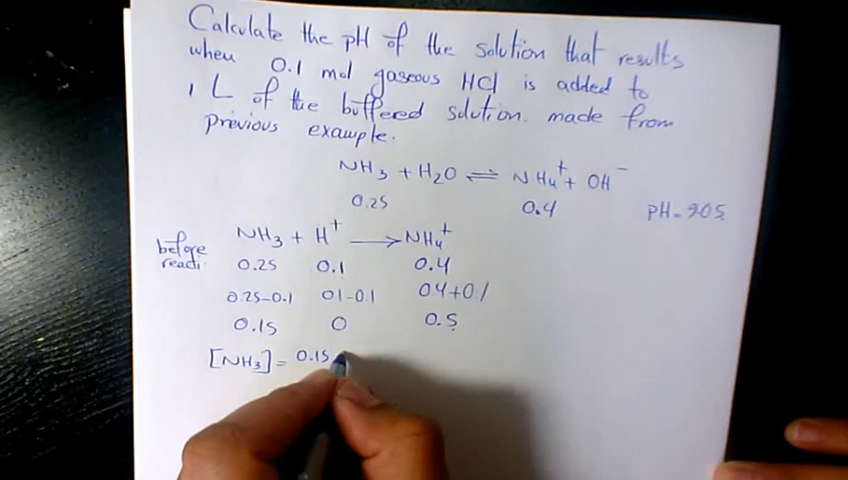 Calculate the pH of the solution that results
when 0.1 mol gaseous HCl is added to
1 L of the buffered solution. made from
previous example.
NH3 + H2O ⇌ NH4+ + OH-
0.25 0.4 pH = 9.05
NH3 + H+ → NH4+
before
reacti. 0.25 0.1 0.4
0.25-0.1 0.1-0.1 0.4+0.1
0.15 0 0.5
[NH3] = 0.15